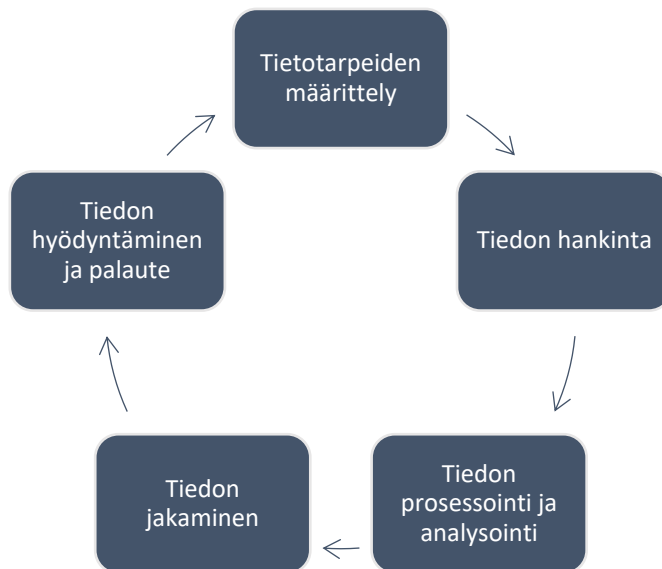 Tietotarpeiden
määrittely
Tiedon hankinta
Tiedon
prosessointi ja
analysointi
Tiedon
jakaminen
Tiedon
hyödyntäminen
ja palaute